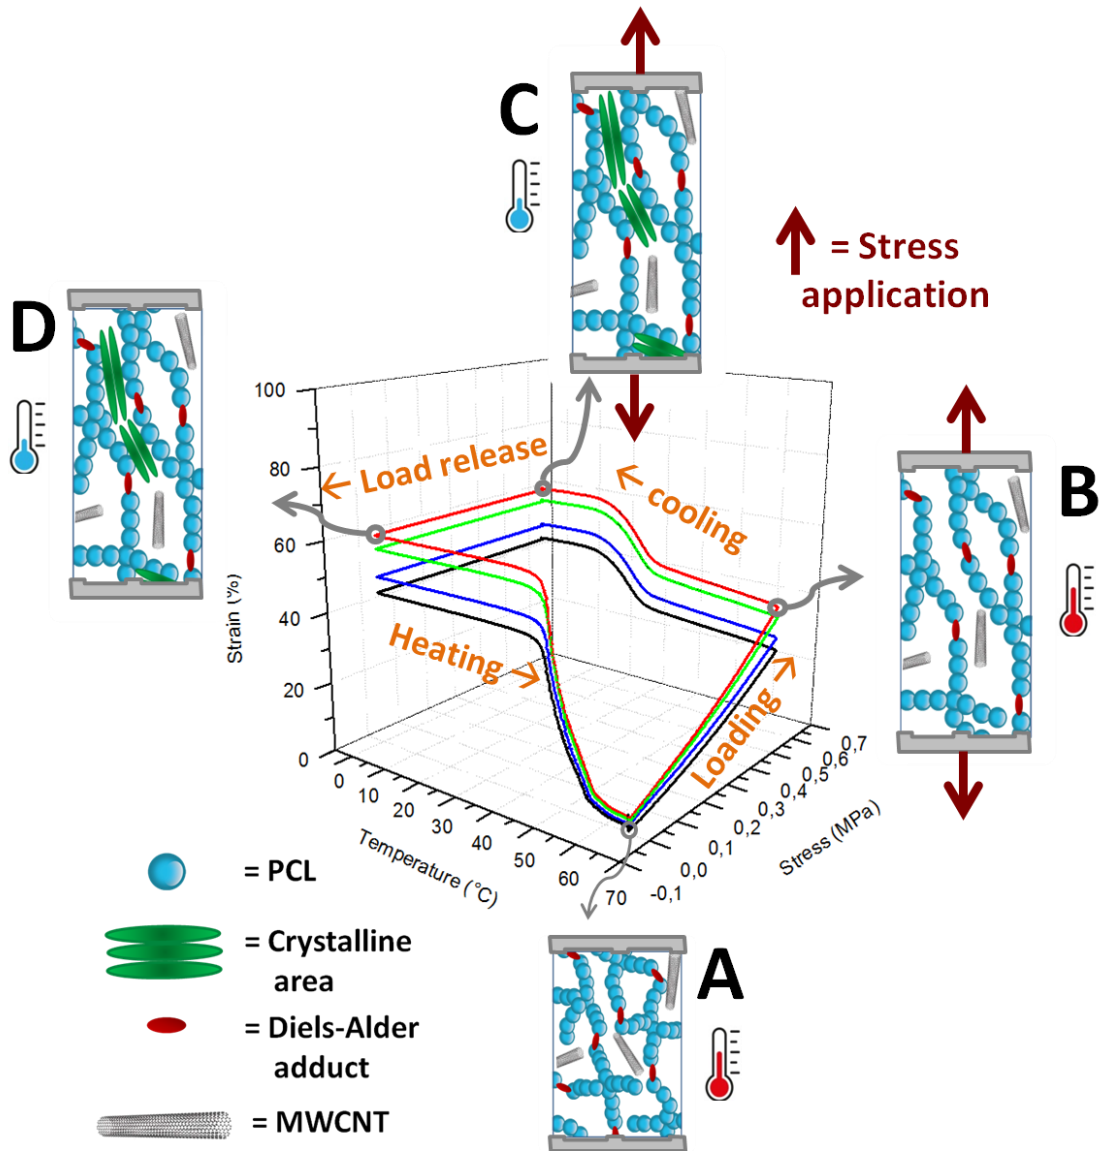 C
= Stress
application
D
B
100
80
60
40
20
0
Strain (%)
← Load release
← cooling
Heating →
Loading →
0
10
20
30
40
50
60
70
Temperature (°C)
-0,1
0,0
0,1
0,2
0,3
0,4
0,5
0,6
0,7
Stress (MPa)
A
= PCL
= Crystalline
area
= Diels-Alder
adduct
= MWCNT